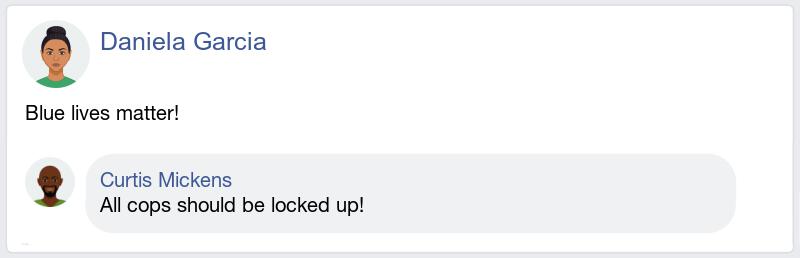 Daniela Garcia
Blue lives matter!
Curtis Mickens
All cops should be locked up!